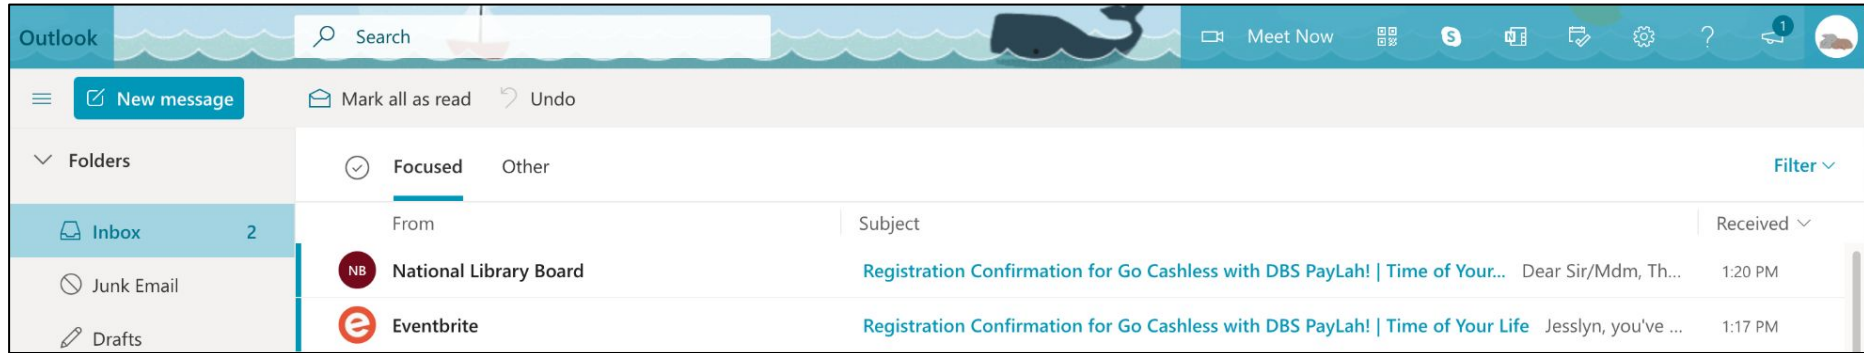 Outlook Search Meet Now 1
New message Mark all as read Undo
Folders Focused Other Filter
From Subject Received
Inbox 2
NB National Library Board Registration Confirmation for Go Cashless with DBS PayLah! | Time of Your... Dear Sir/Mdm, Th... 1:20 PM
Junk Email
Eventbrite Registration Confirmation for Go Cashless with DBS PayLah! | Time of Your Life Jesslyn, you've ... 1:17 PM
Drafts